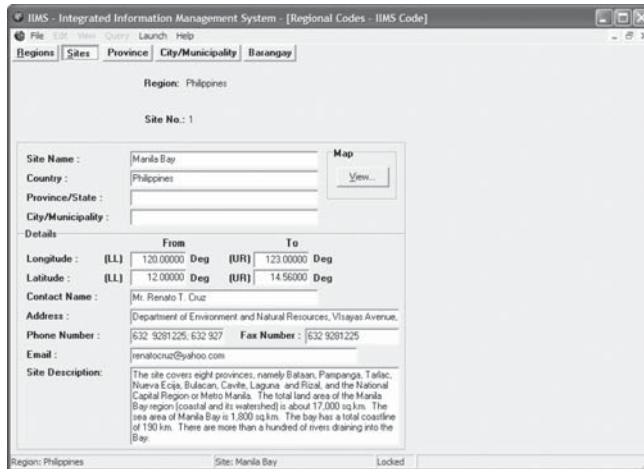 IIMS - Integrated Information Management System - [Regional Codes - IIMS Code]
File Edit View Query Launch Help
Regions Sites Province City/Municipality Barangay
Region: Philippines
Site No.: 1
Site Name : Manila Bay
Map
Country : Philippines
View...
Province/State :
City/Municipality :
Details
From To
Longitude : (LL) 120.00000 Deg (UR) 123.00000 Deg
Latitude : (LL) 12.00000 Deg (UR) 14.56000 Deg
Contact Name : Mr. Renato T. Cruz
Address : Department of Environment and Natural Resources, VIsayas Avenue,
Phone Number : 632 9281225; 632 927 Fax Number : 632 9281225
Email : renatocruz@yahoo.com
Site Description: The site covers eight provinces, namely Bataan, Pampanga, Tarlac,
Nueva Ecija, Bulacan, Cavite, Laguna and Rizal, and the National
Capital Region or Metro Manila. The total land area of the Manila
Bay region (coastal and its watershed) is about 17,000 sq.km. The
sea area of Manila Bay is 1,800 sq.km. The bay has a total coastline
of 190 km. There are more than a hundred of rivers draining into the
Bay.
Region: Philippines Site: Manila Bay Locked